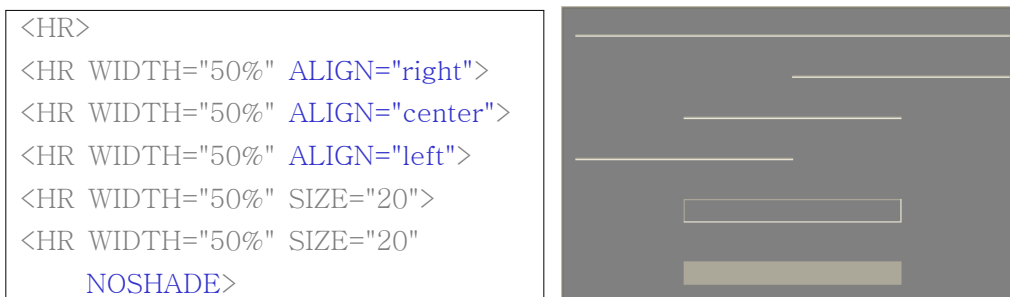 <HR>
<HR WIDTH="50%" ALIGN="right">
<HR WIDTH="50%" ALIGN="center">
<HR WIDTH="50%" ALIGN="left">
<HR WIDTH="50%" SIZE="20">
<HR WIDTH="50%" SIZE="20"
NOSHADE>